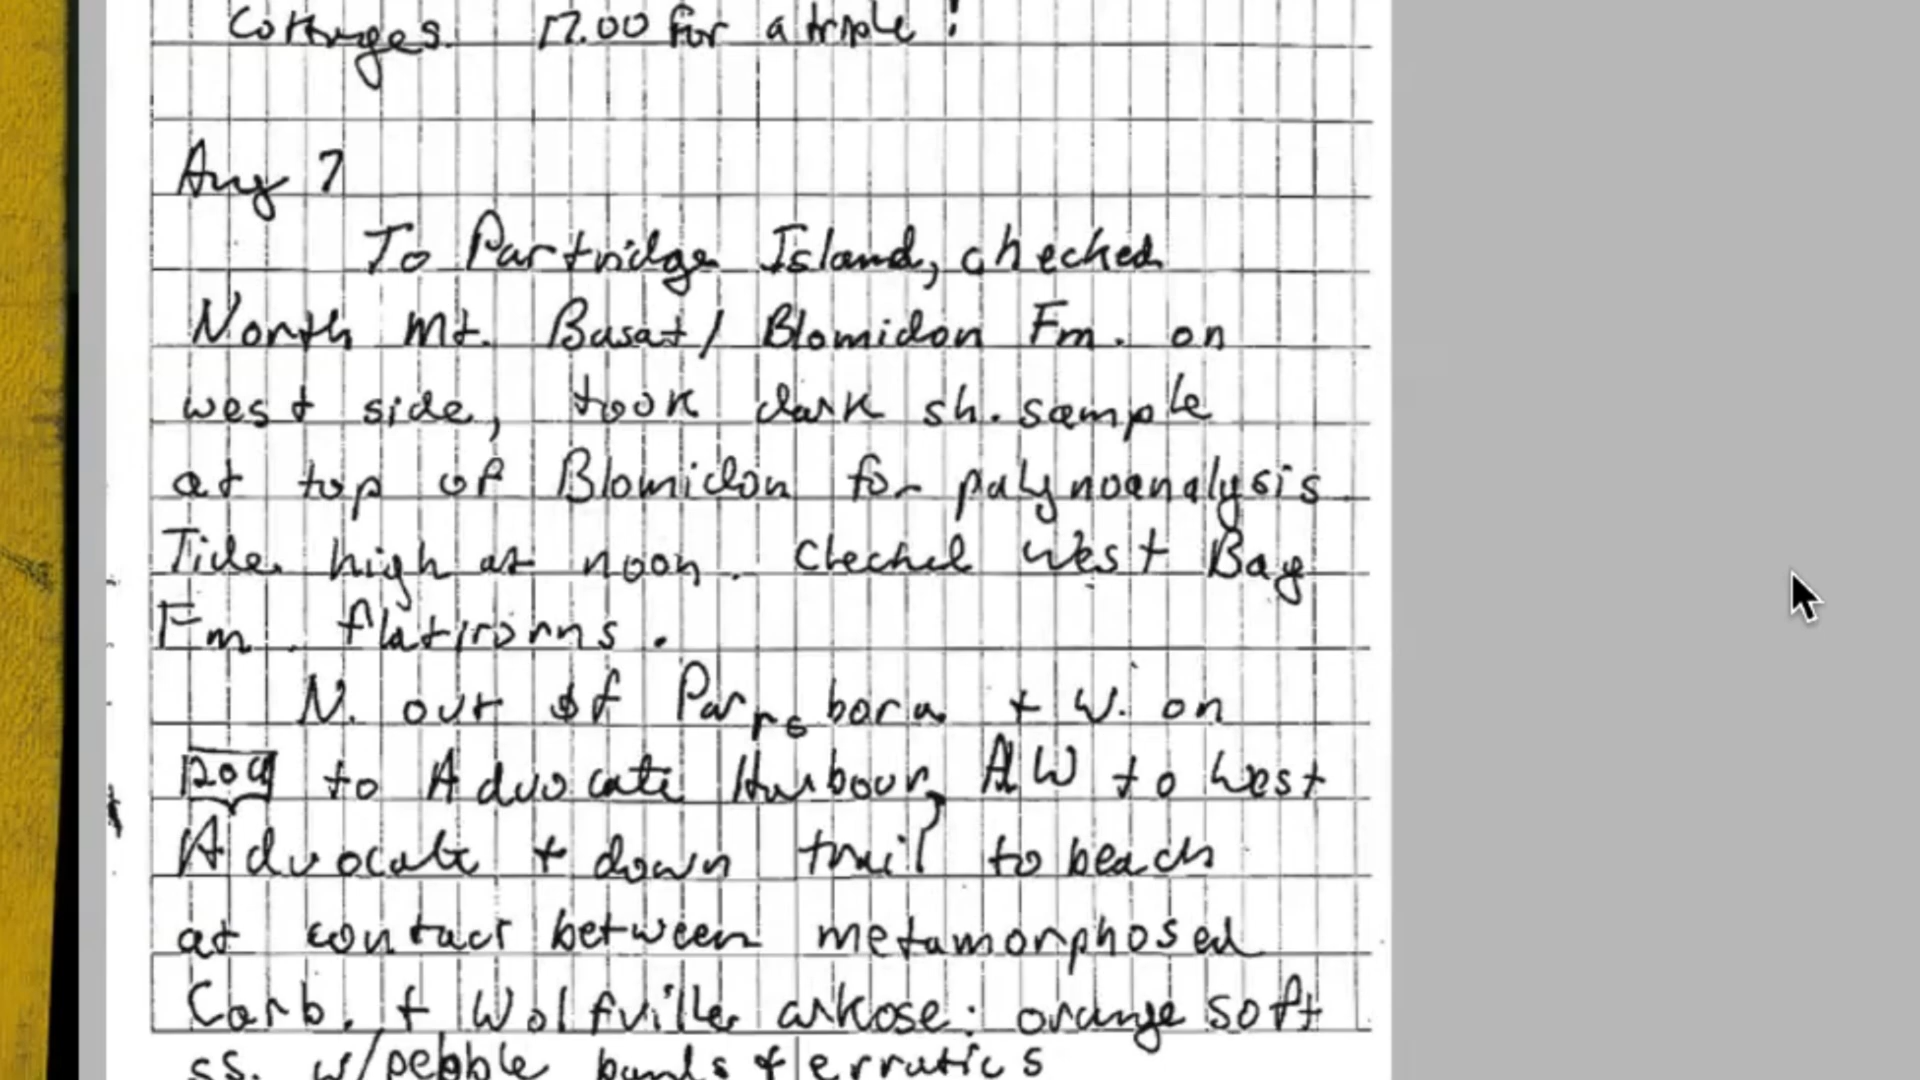 Cottages. 17.00 for a triple!
Aug 7
To Partridge Island, checked
North Mt. Basat/ Blomidon Fm. on
west side, took dark sh. sample
at top of Blomidon for palynoanalysis
Tide high at noon. Checked West Bay
Fm. flatirons.
N. out of Parrsboro + W. on
209 to Advocate Harbour, W to West
Advocate + down trail to beach
at contact between metamorphosed
Carb. + Wolfville arkose: orange soft
ss. w/pebble bands + erratics